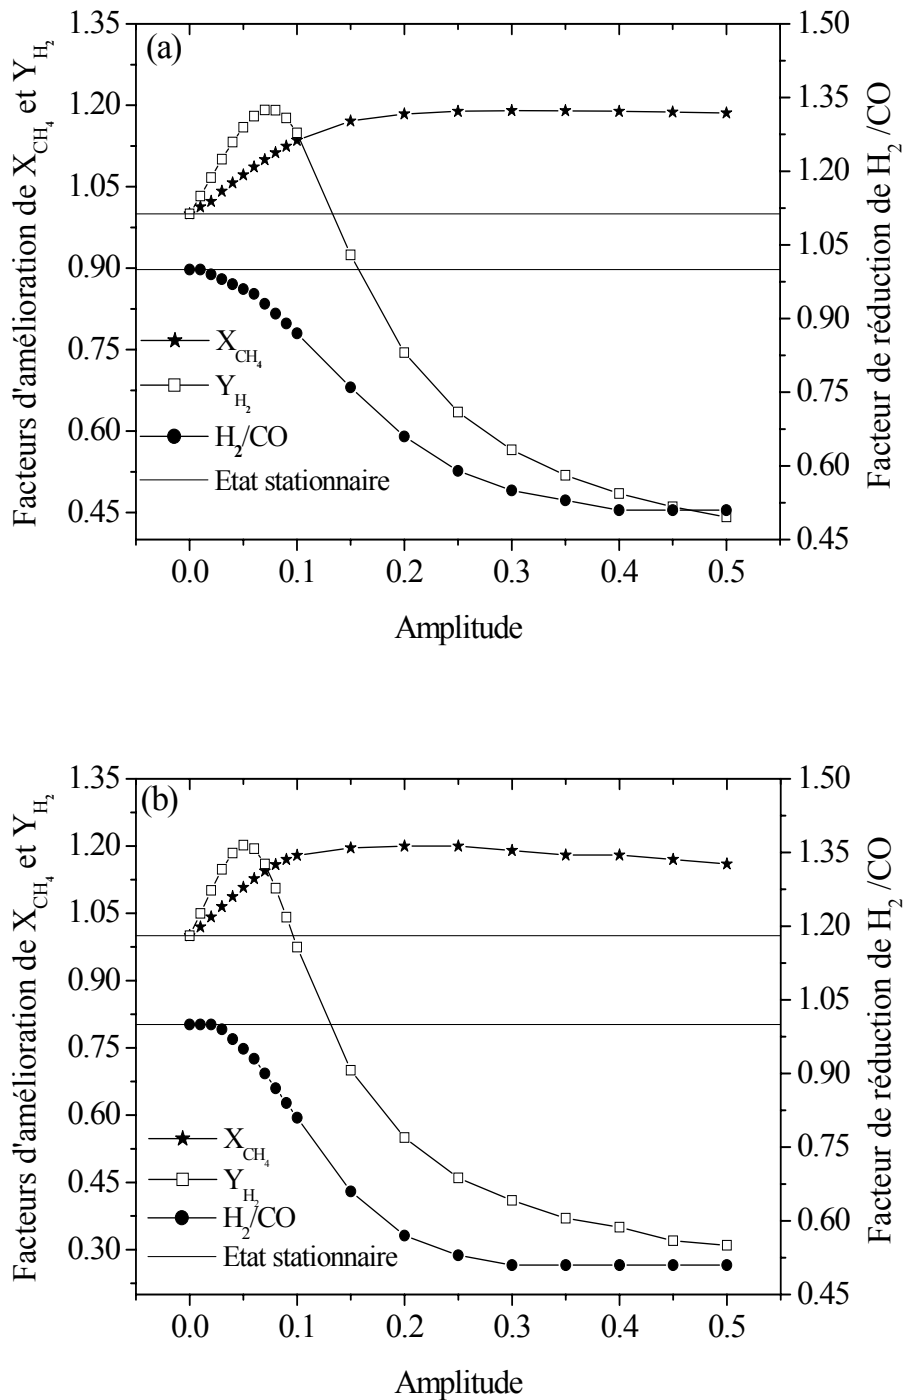 (a)
Facteurs d'amélioration de X_CH₄ et Y_H₂
1.35
1.20
1.05
0.90
0.75
0.60
0.45
X_CH₄
Y_H₂
H₂/CO
Etat stationnaire
1.50
1.35
1.20
1.05
0.90
0.75
0.60
0.45
Facteur de réduction de H₂/CO
0.0 0.1 0.2 0.3 0.4 0.5
Amplitude
(b)
Facteurs d'amélioration de X_CH₄ et Y_H₂
1.35
1.20
1.05
0.90
0.75
0.60
0.45
0.30
X_CH₄
Y_H₂
H₂/CO
Etat stationnaire
1.50
1.35
1.20
1.05
0.90
0.75
0.60
0.45
Facteur de réduction de H₂/CO
0.0 0.1 0.2 0.3 0.4 0.5
Amplitude